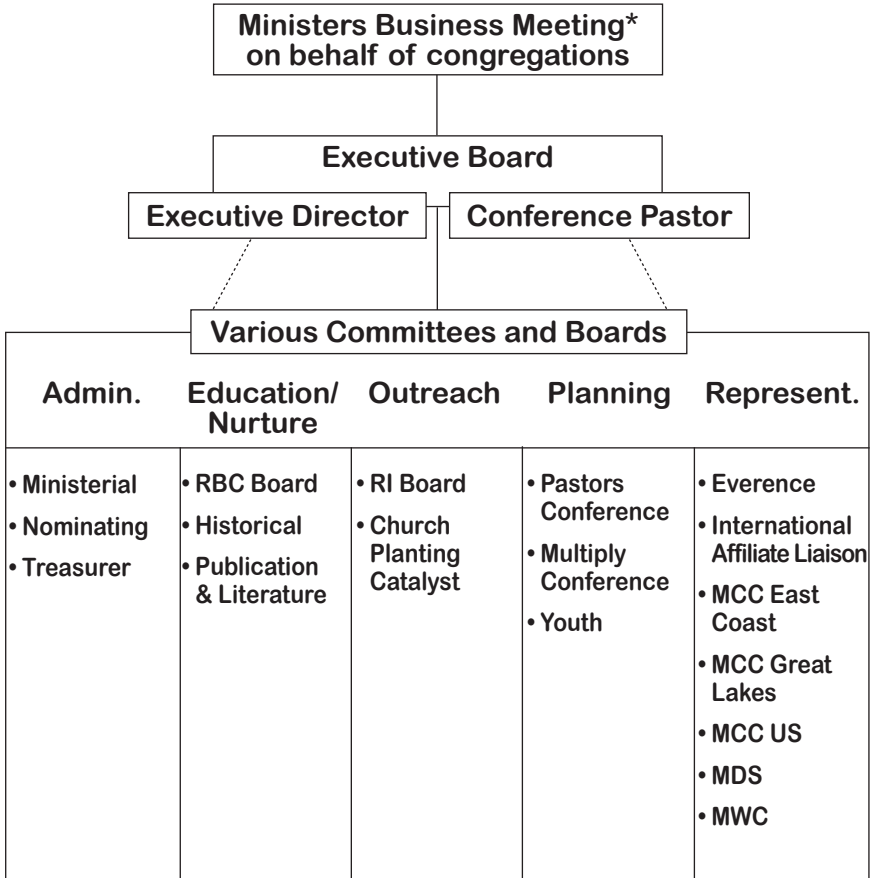 Ministers Business Meeting*
on behalf of congregations
Executive Board
Executive Director
Conference Pastor
Various Committees and Boards
Admin.
Education/
Nurture
Outreach
Planning
Represent.
• Ministerial
• Nominating
• Treasurer
• RBC Board
• Historical
• Publication
& Literature
• RI Board
• Church
Planting
Catalyst
• Pastors
Conference
• Multiply
Conference
• Youth
• Everence
• International
Affiliate Liaison
• MCC East
Coast
• MCC Great
Lakes
• MCC US
• MDS
• MWC